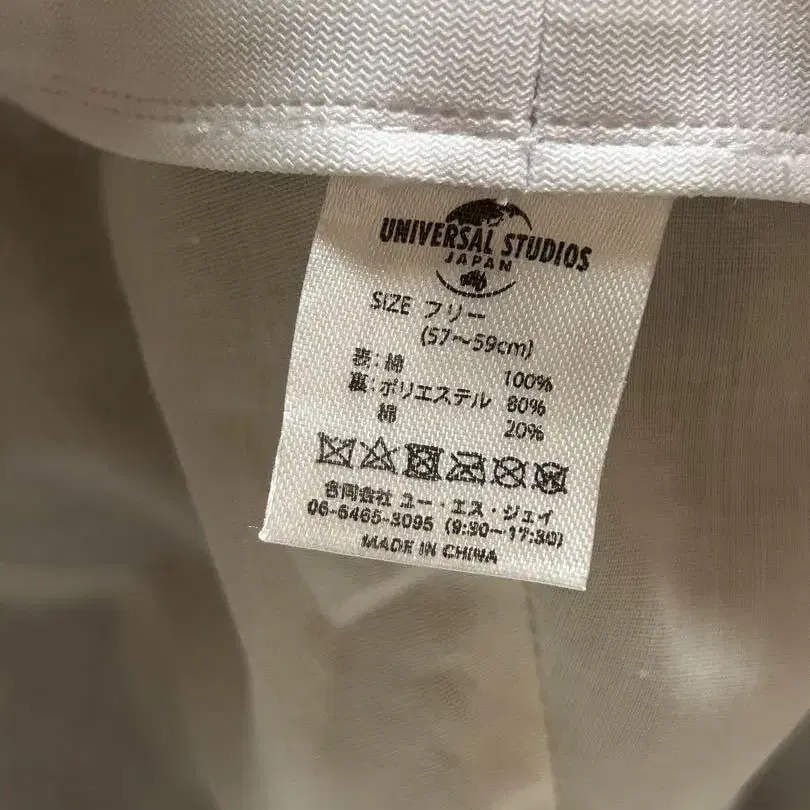 UNIVERSAL STUDIOS
JAPAN
SIZE フリー
(57～59cm)
表：綿 100%
裏：ポリエステル 80%
綿 20%
合同会社 ユー・エス・ジェイ
06-6465-3095 (9:30～17:30)
MADE IN CHINA